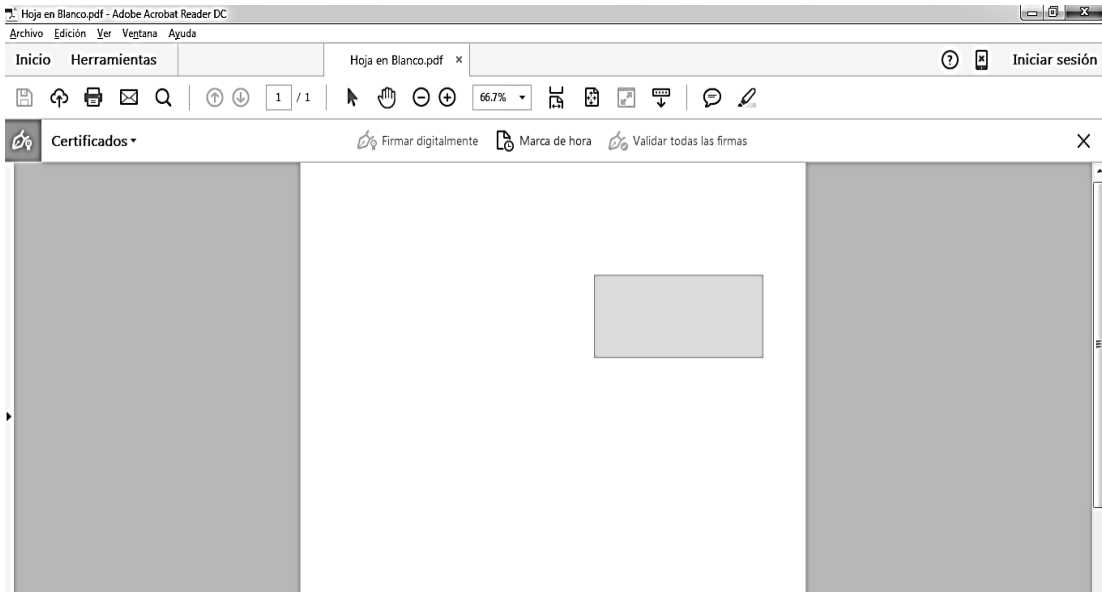 Hoja en Blanco.pdf - Adobe Acrobat Reader DC
Archivo Edición Ver Ventana Ayuda
Inicio Herramientas Hoja en Blanco.pdf × Iniciar sesión
1 / 1 66.7%
Certificados Firmar digitalmente Marca de hora Validar todas las firmas